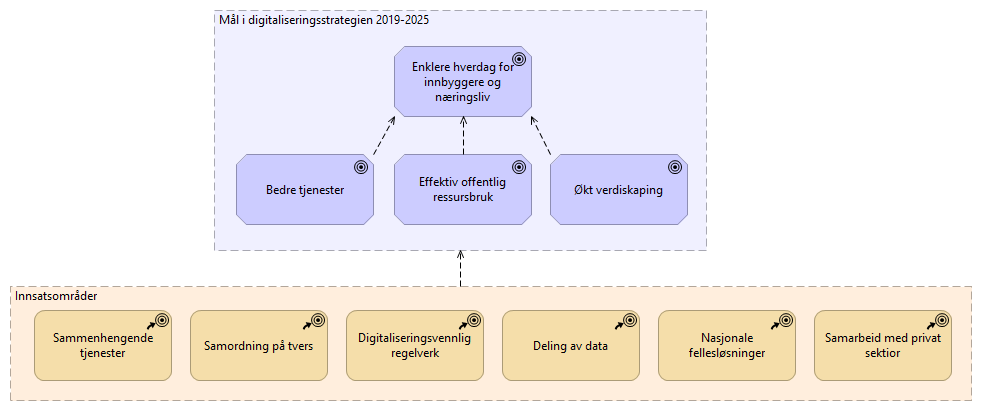 Mål i digitaliseringsstrategien 2019-2025
Enklere hverdag for
innbyggere og
næringsliv
Bedre tjenester
Effektiv offentlig
ressursbruk
Økt verdiskaping
Innsatsområder
Sammenhengende
tjenester
Samordning på tvers
Digitaliseringsvennlig
regelverk
Deling av data
Nasjonale
fellesløsninger
Samarbeid med privat
sektior